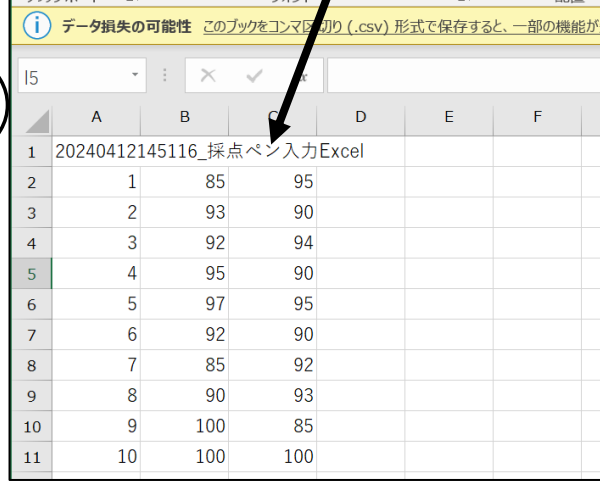 データ損失の可能性 このブックをコンマ区切り (.csv) 形式で保存すると、一部の機能が
I5
A B C D E F
1 20240412145116_採点ペン入力Excel
2 1 85 95
3 2 93 90
4 3 92 94
5 4 95 90
6 5 97 95
7 6 92 90
8 7 85 92
9 8 90 93
10 9 100 85
11 10 100 100